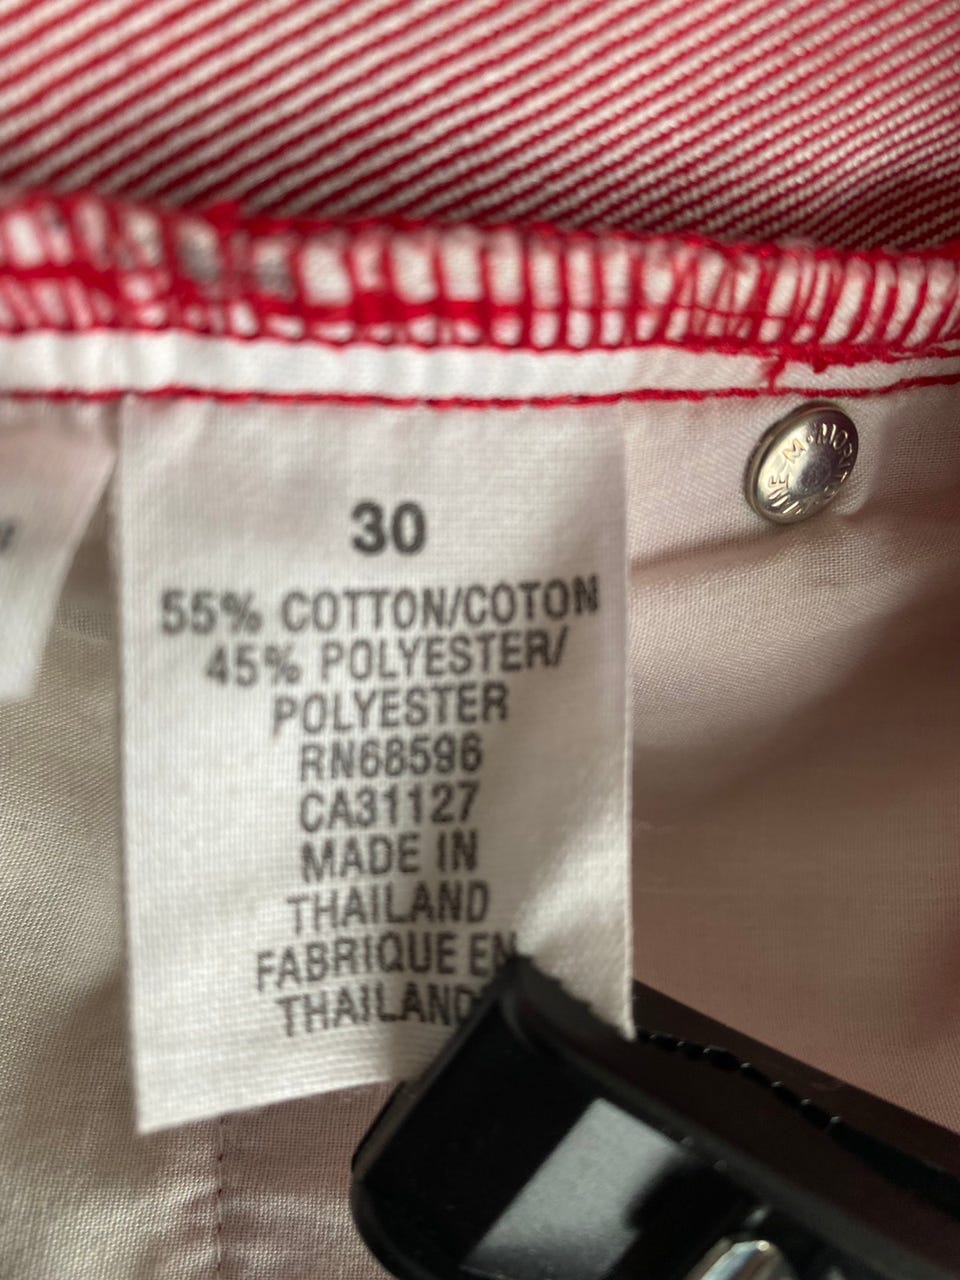 30
55% COTTON/COTON
45% POLYESTER/
POLYESTER
RN68596
CA31127
MADE IN
THAILAND
FABRIQUE EN
THAILAND